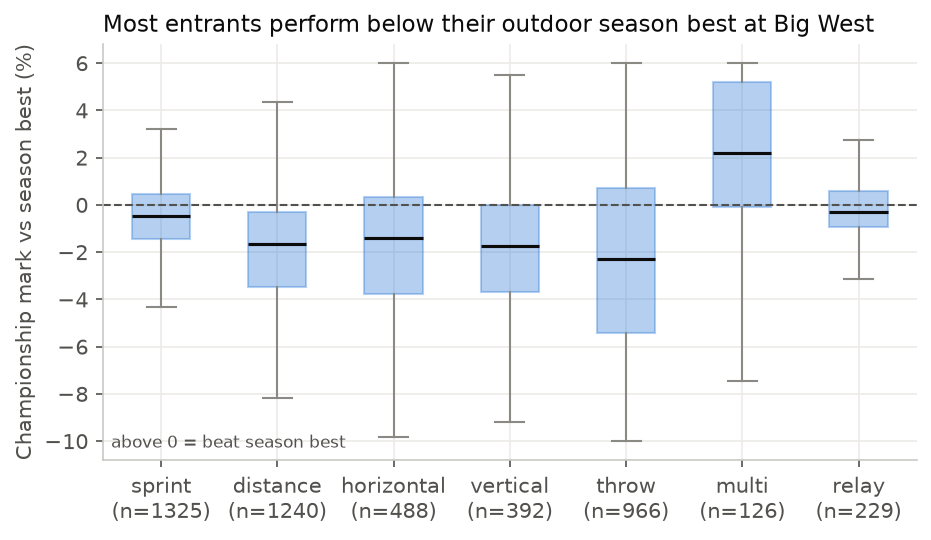 Most entrants perform below their outdoor season best at Big West
Championship mark vs season best (%)
6
4
2
0
−2
−4
−6
−8
−10
above 0 = beat season best
sprint distance horizontal vertical throw multi relay
(n=1325) (n=1240) (n=488) (n=392) (n=966) (n=126) (n=229)